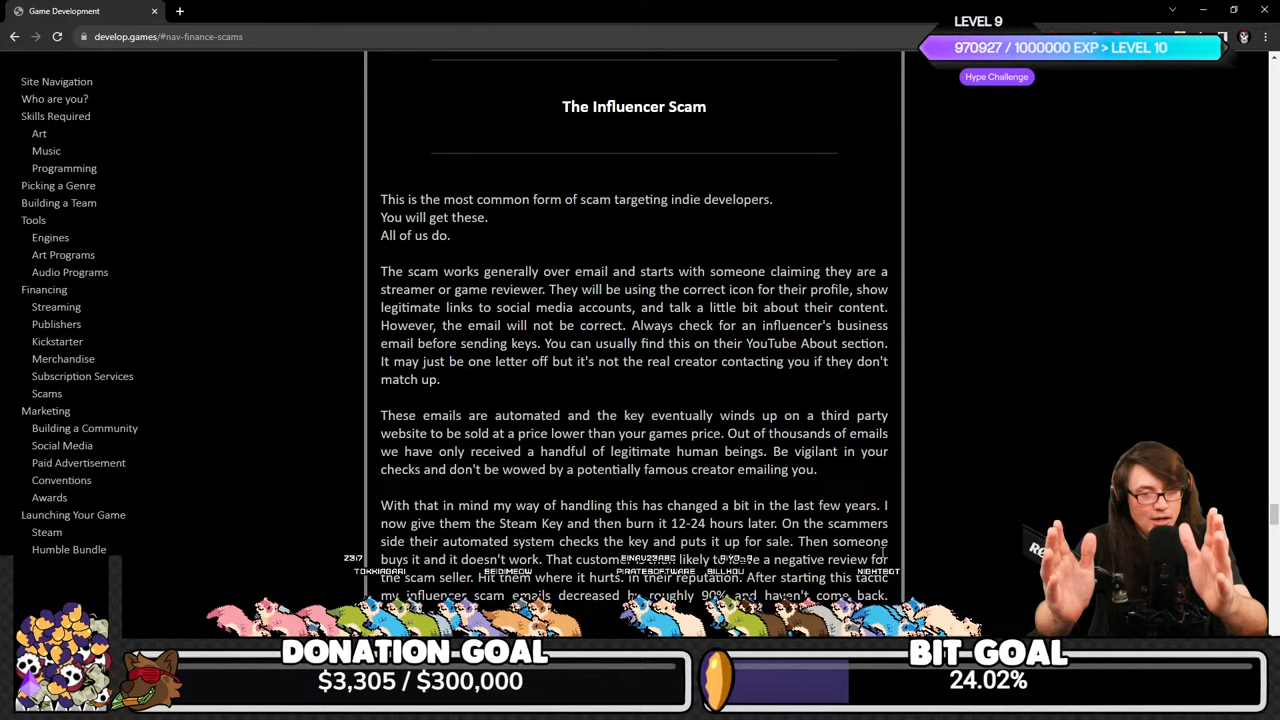 Game Development
develop.games/#nav-finance-scams
LEVEL 9
970927 / 1000000 EXP > LEVEL 10
Hype Challenge
Site Navigation
Who are you?
Skills Required
Art
Music
Programming
Picking a Genre
Building a Team
Tools
Engines
Art Programs
Audio Programs
Financing
Streaming
Publishers
Kickstarter
Merchandise
Subscription Services
Scams
Marketing
Building a Community
Social Media
Paid Advertisement
Conventions
Awards
Launching Your Game
Steam
Humble Bundle
The Influencer Scam
This is the most common form of scam targeting indie developers.
You will get these.
All of us do.
The scam works generally over email and starts with someone claiming they are a
streamer or game reviewer. They will be using the correct icon for their profile, show
legitimate links to social media accounts, and talk a little bit about their content.
However, the email will not be correct. Always check for an influencer's business
email before sending keys. You can usually find this on their YouTube About section.
It may just be one letter off but it's not the real creator contacting you if they don't
match up.
These emails are automated and the key eventually winds up on a third party
website to be sold at a price lower than your games price. Out of thousands of emails
we have only received a handful of legitimate human beings. Be vigilant in your
checks and don't be wowed by a potentially famous creator emailing you.
With that in mind my way of handling this has changed a bit in the last few years. I
now give them the Steam Key and then burn it 12-24 hours later. On the scammers
side their automated system checks the key and puts it up for sale. Then someone
buys it and it doesn't work. That customer likely to leave a negative review for
the scam seller. Hit them where it hurts. in their reputation. After starting this tactic
my influencer scam emails decreased by roughly 90% and haven't come back.
TOKKAGARI
BEIDIMEOW
PIRATESOFTWARE
BILLHOU
NIGHTBOT
DONATION GOAL
$3,305 / $300,000
BIT GOAL
24.02%